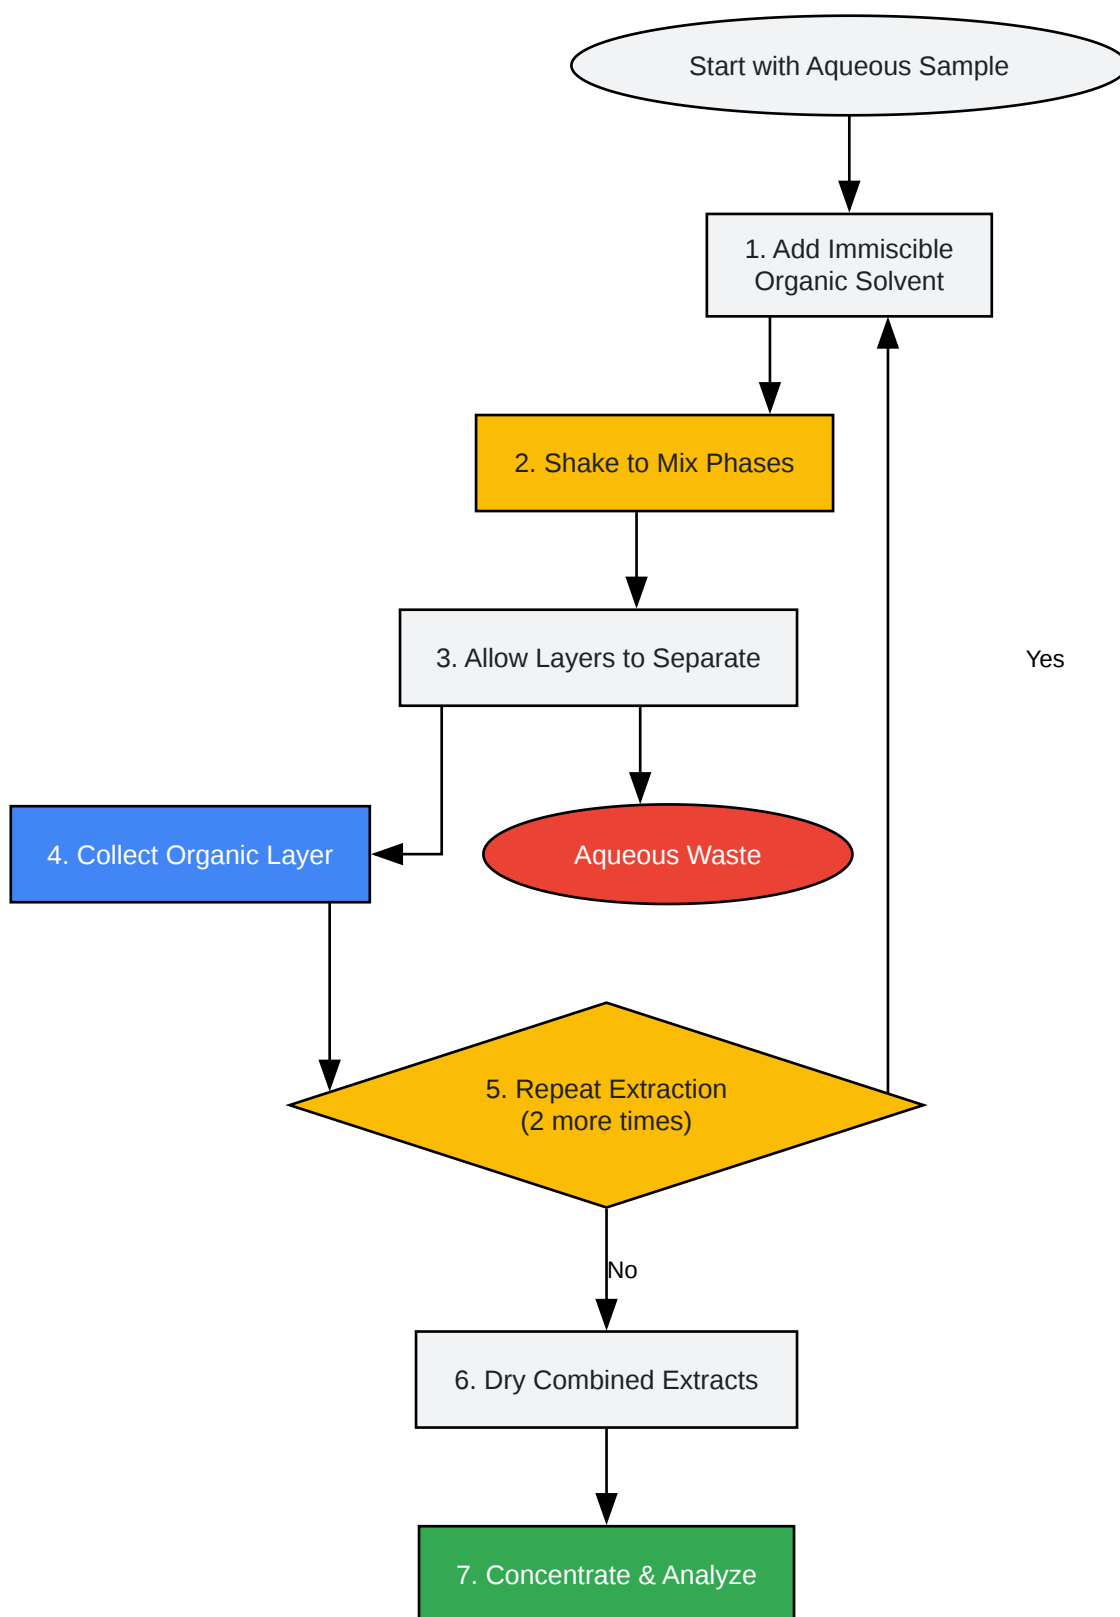 Start with Aqueous Sample
1. Add Immiscible
Organic Solvent
2. Shake to Mix Phases
3. Allow Layers to Separate
Yes
4. Collect Organic Layer
Aqueous Waste
5. Repeat Extraction
(2 more times)
No
6. Dry Combined Extracts
7. Concentrate & Analyze